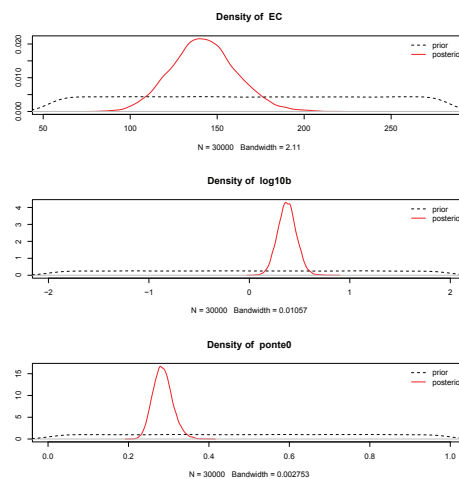 Density of EC
0.020
0.010
0.000
prior
posterior
50 100 150 200 250
N = 30000 Bandwidth = 2.11
Density of log10b
4
3
2
1
0
prior
posterior
−2 −1 0 1 2
N = 30000 Bandwidth = 0.01057
Density of ponte0
15
10
5
0
prior
posterior
0.0 0.2 0.4 0.6 0.8 1.0
N = 30000 Bandwidth = 0.002753